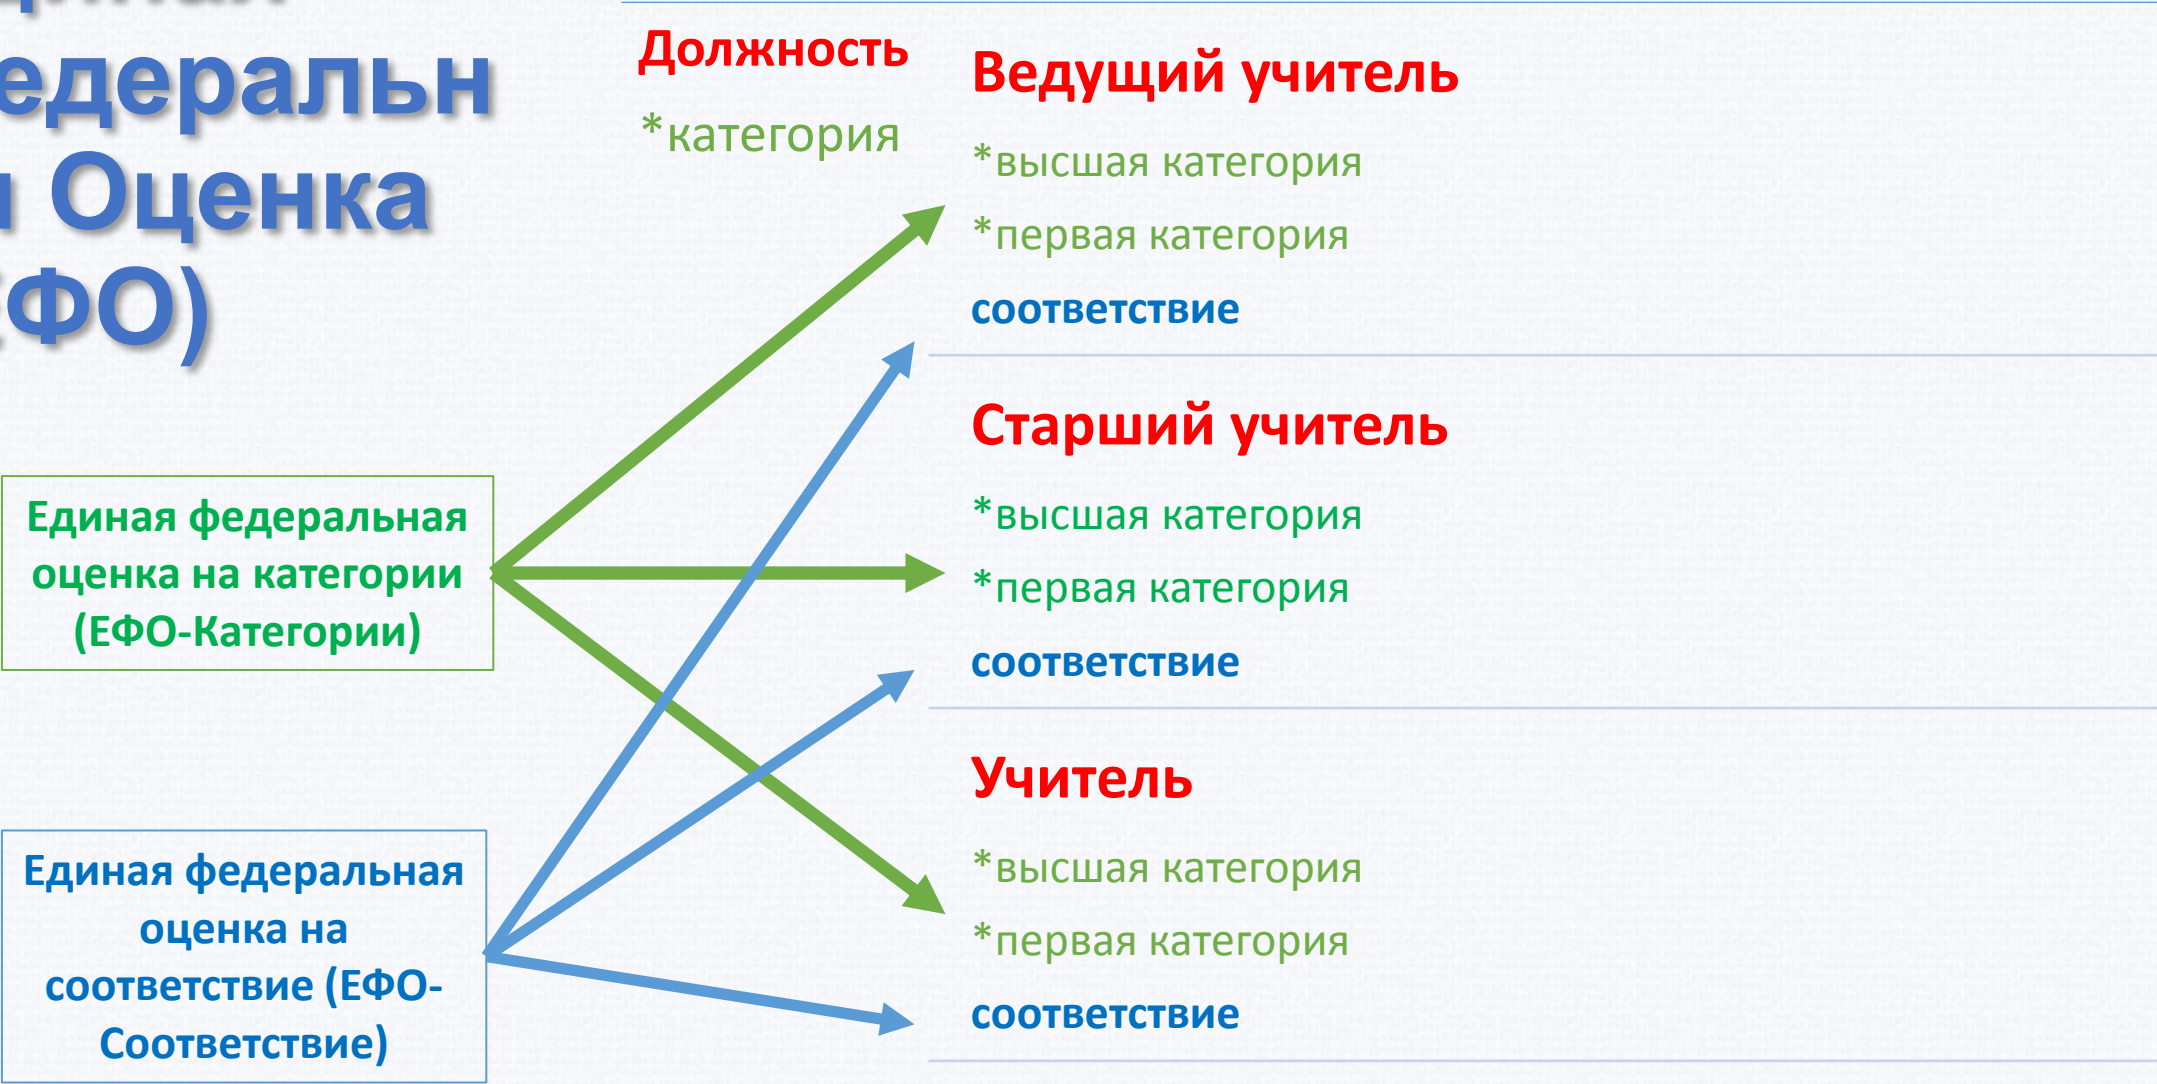 едеральн
Оценка
ФО)
Должность
*категория
Ведущий учитель
*высшая категория
*первая категория
соответствие
Старший учитель
*высшая категория
*первая категория
соответствие
Учитель
*высшая категория
*первая категория
соответствие
Единая федеральная
оценка на категории
(ЕФО-Категории)
Единая федеральная
оценка на
соответствие (ЕФО-
Соответствие)